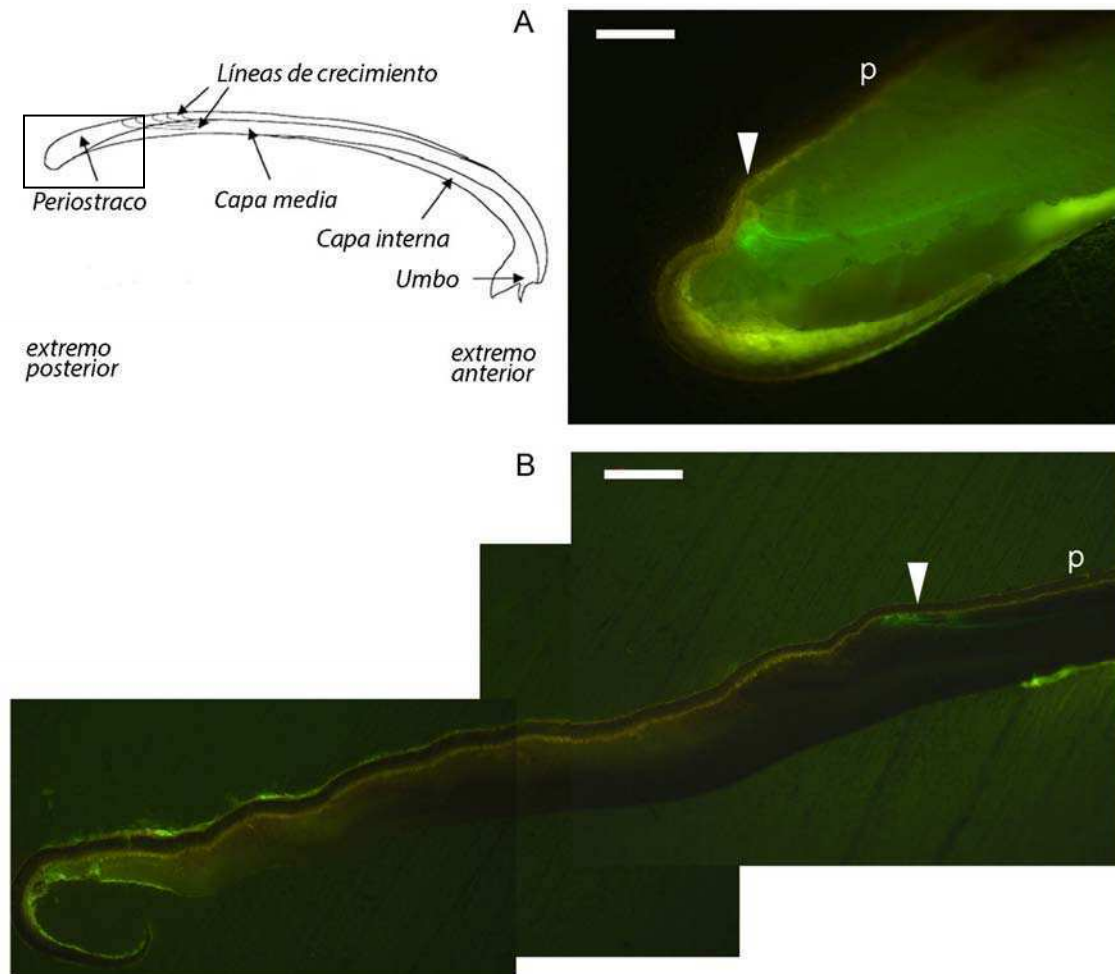 A
Líneas de crecimiento
p
Periostraco
Capa media
Capa interna
Umbo
extremo
posterior
extremo
anterior
B
p